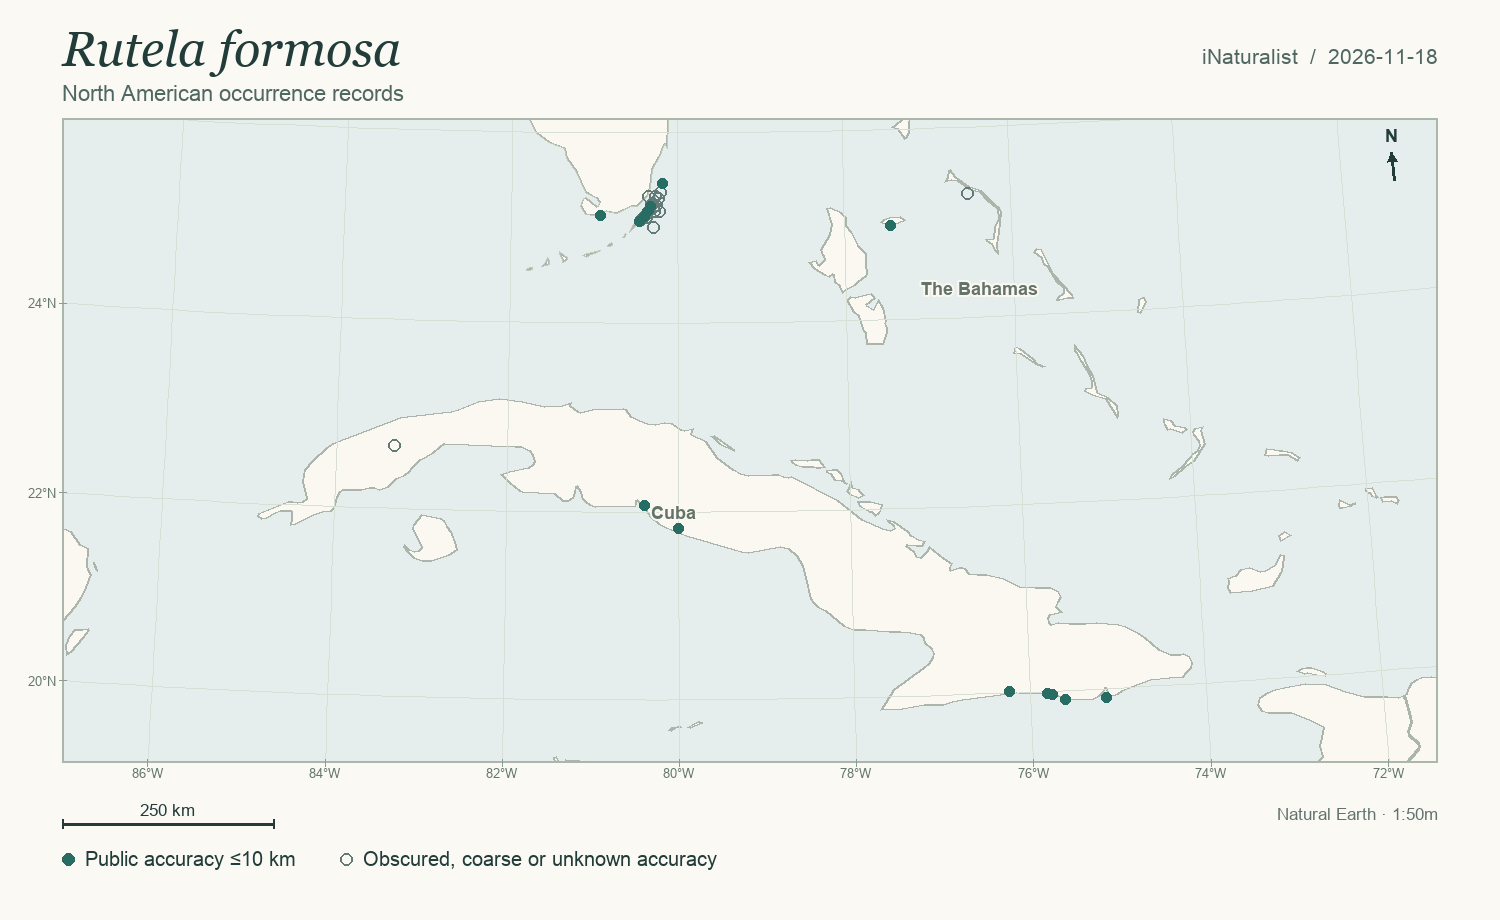 Rutela formosa
North American occurrence records
iNaturalist / 2026-11-18
N
The Bahamas
24°N
22°N
Cuba
20°N
86°W 84°W 82°W 80°W 78°W 76°W 74°W 72°W
250 km
Natural Earth · 1:50m
Public accuracy ≤10 km
Obscured, coarse or unknown accuracy